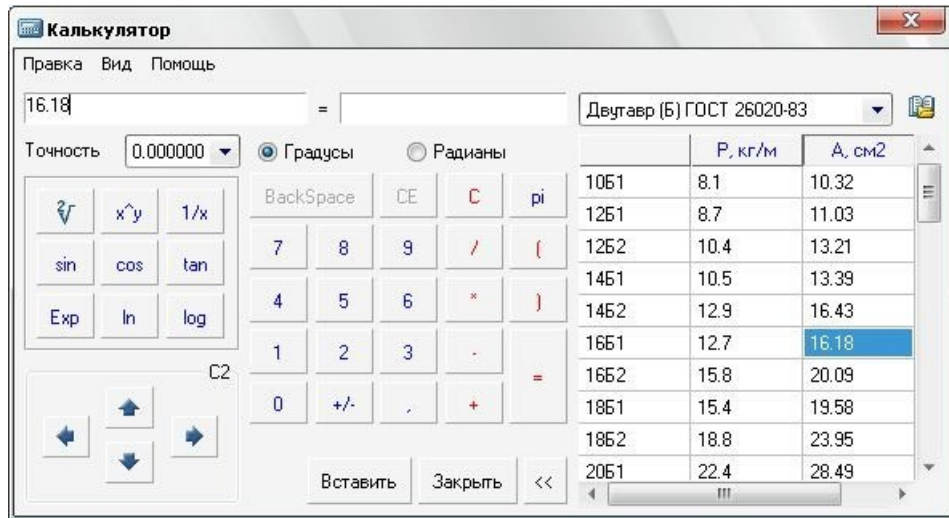 Калькулятор
Правка Вид Помощь
16.18 = Двутавр (Б) ГОСТ 26020-83
Точность 0.000000 Градусы Радианы
P, кг/м A, см2
BackSpace CE C pi
2√ x^y 1/x
7 8 9 / (
sin cos tan
4 5 6 * )
Exp ln log
1 2 3 - =
C2
0 +/- , +
Вставить Закрыть <<
10Б1 8.1 10.32
12Б1 8.7 11.03
12Б2 10.4 13.21
14Б1 10.5 13.39
14Б2 12.9 16.43
16Б1 12.7 16.18
16Б2 15.8 20.09
18Б1 15.4 19.58
18Б2 18.8 23.95
20Б1 22.4 28.49